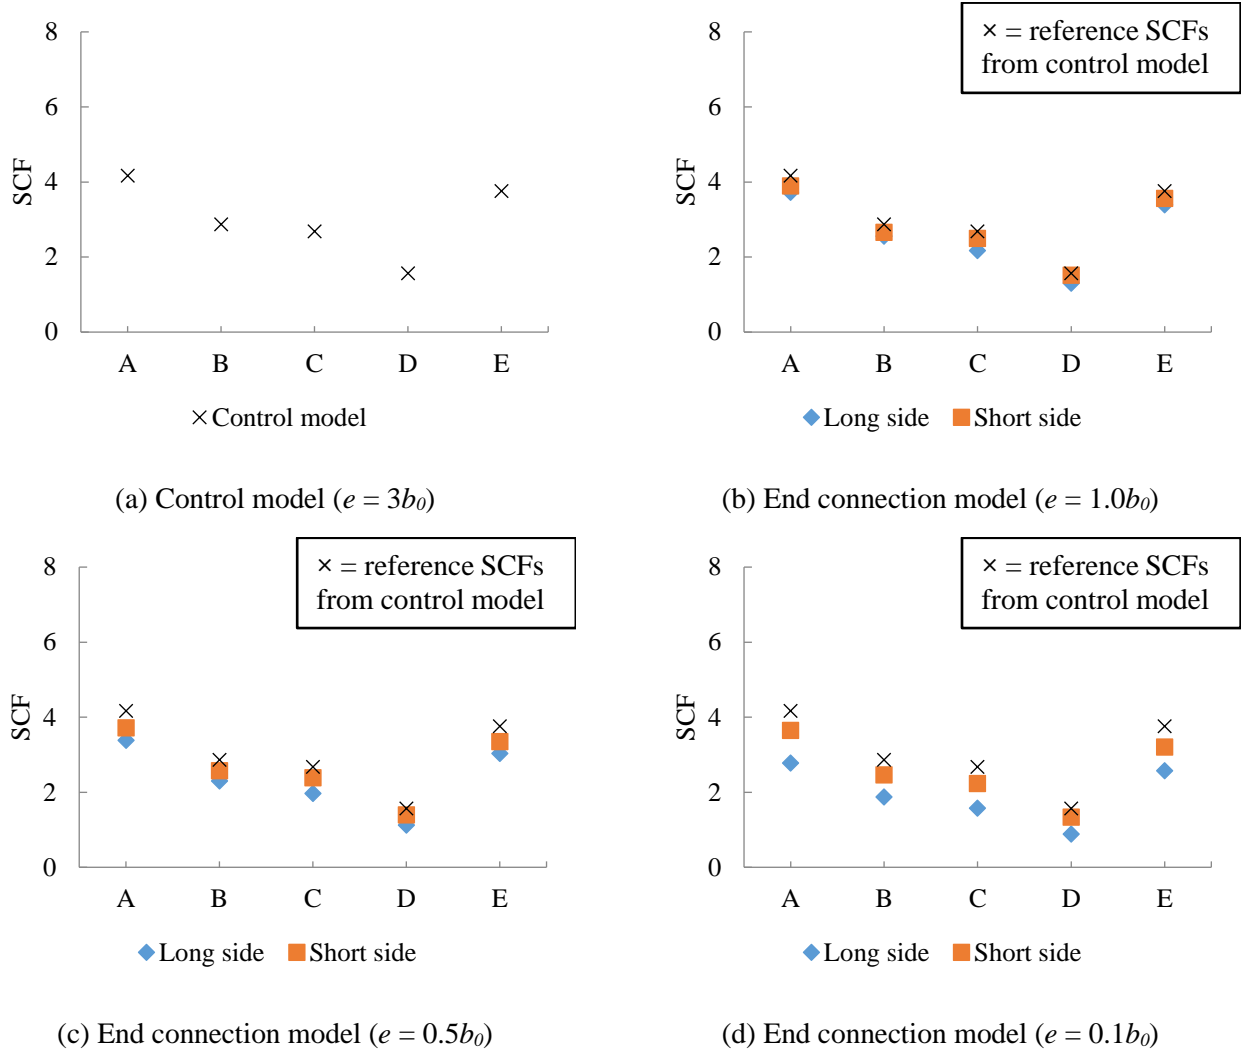 8
6
4
2
0
SCF
A B C D E
× Control model
(a) Control model (e = 3b₀)
× = reference SCFs
from control model
8
6
4
2
0
SCF
A B C D E
Long side Short side
(b) End connection model (e = 1.0b₀)
× = reference SCFs
from control model
8
6
4
2
0
SCF
A B C D E
Long side Short side
(c) End connection model (e = 0.5b₀)
× = reference SCFs
from control model
8
6
4
2
0
SCF
A B C D E
Long side Short side
(d) End connection model (e = 0.1b₀)